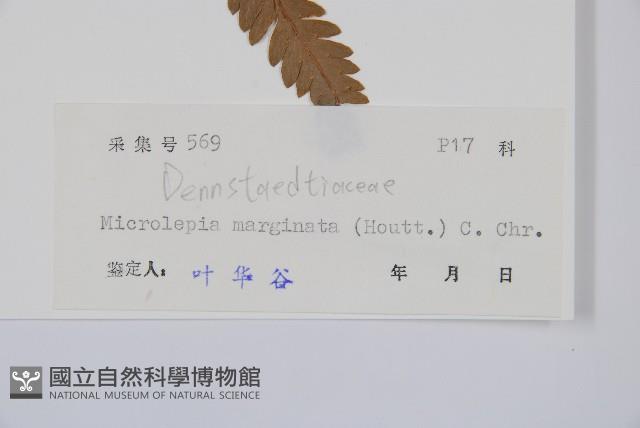 采集号 569 P17 科
Dennstaedtiaceae
Microlepia marginata (Houtt.) C. Chr.
鉴定人: 叶华谷 年 月 日
國立自然科學博物館
NATIONAL MUSEUM OF NATURAL SCIENCE